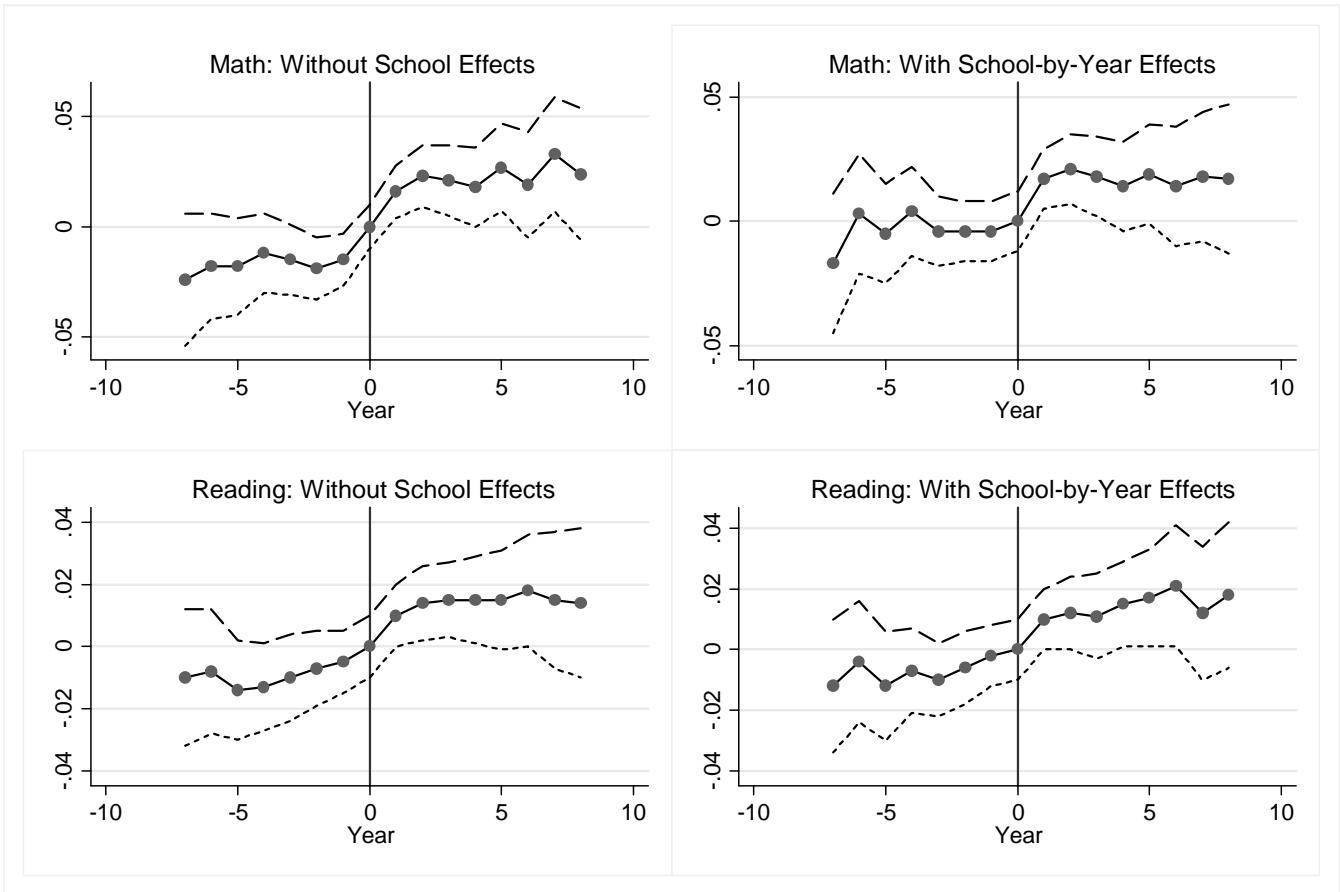 Math: Without School Effects
.05
0
-.05
-10 -5 0 5 10
Year
Math: With School-by-Year Effects
.05
0
-.05
-10 -5 0 5 10
Year
Reading: Without School Effects
.04
.02
0
-.02
-.04
-10 -5 0 5 10
Year
Reading: With School-by-Year Effects
.04
.02
0
-.02
-.04
-10 -5 0 5 10
Year